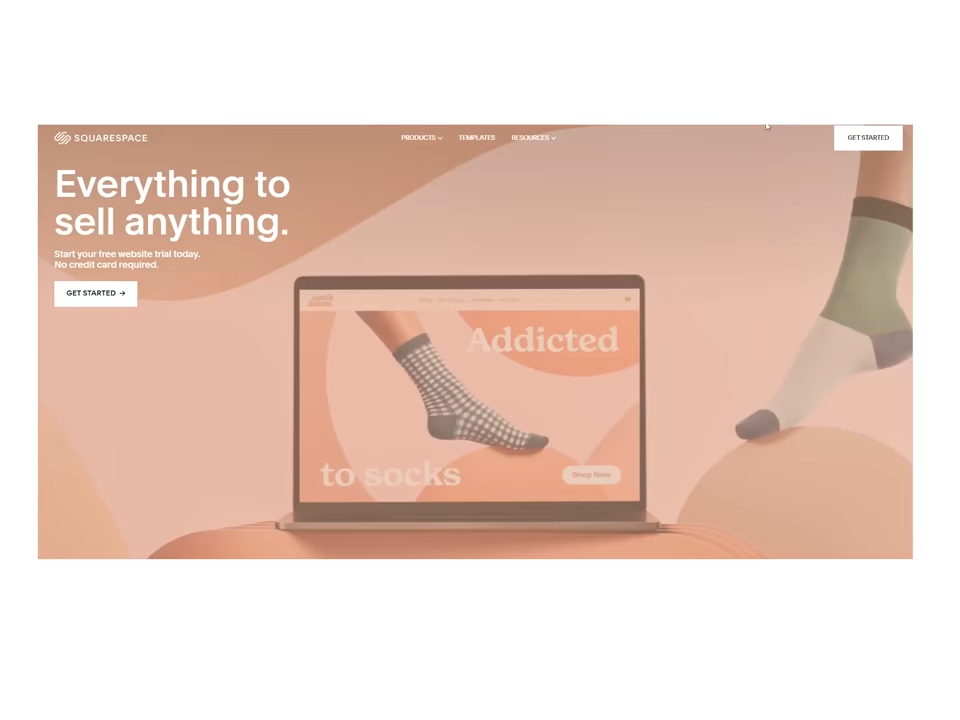 SQUARESPACE
PRODUCTS
TEMPLATES
RESOURCES
GET STARTED
Everything to
sell anything.
Start your free website trial today.
No credit card required.
GET STARTED →
Addicted
to socks
Shop Now